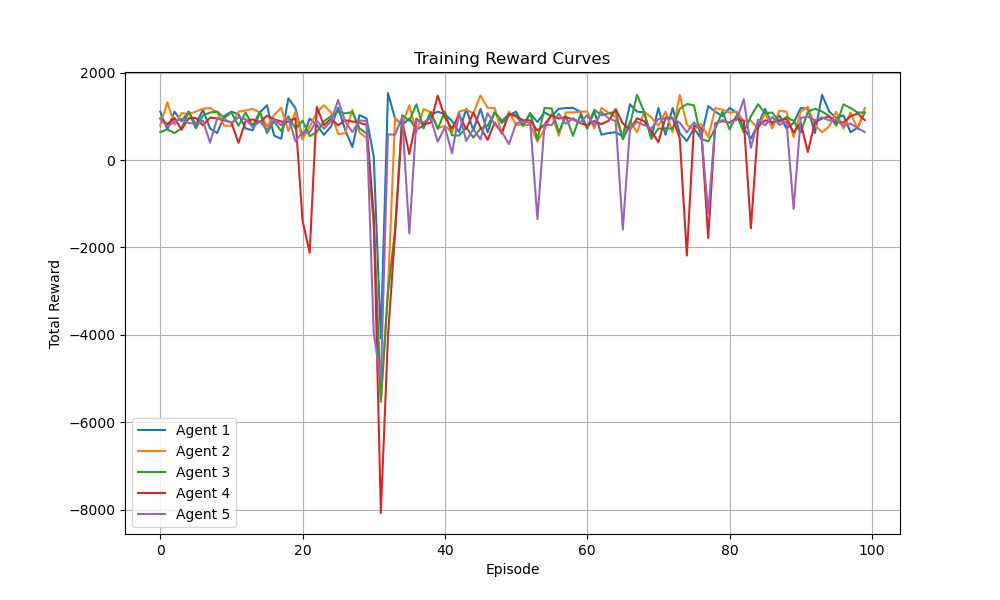 Training Reward Curves
2000
0
−2000
−4000
−6000
−8000
Total Reward
Agent 1
Agent 2
Agent 3
Agent 4
Agent 5
0 20 40 60 80 100
Episode